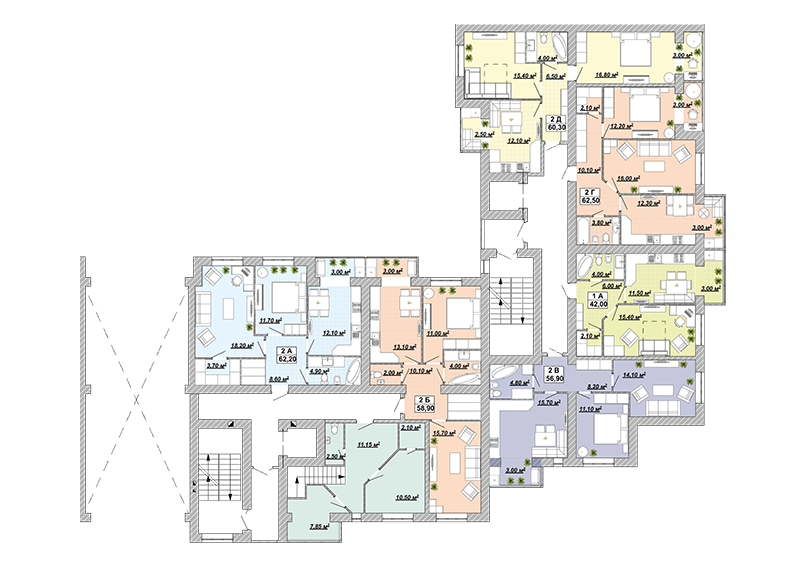 4.00 м²
3.00 м²
15.40 м²
6.50 м²
16.80 м²
2.50 м²
12.10 м²
2 Д
60,30
2.10 м²
3.00 м²
12.20 м²
10.10 м²
16.00 м²
2 Г
62,50
12.30 м²
3.80 м²
3.00 м²
4.00 м²
6.00 м²
11.50 м²
3.00 м²
1 А
42,00
15.40 м²
2.10 м²
3.00 м²
3.00 м²
11.70 м²
12.10 м²
18.20 м²
13.10 м²
11.00 м²
2 А
62,20
3.70 м²
8.60 м²
4.90 м²
2.00 м²
10.10 м²
4.00 м²
2 Б
58,90
4.80 м²
2 В
56,90
8.20 м²
14.10 м²
15.70 м²
11.10 м²
3.00 м²
2.10 м²
15.70 м²
11.15 м²
2.50 м²
10.50 м²
7.85 м²